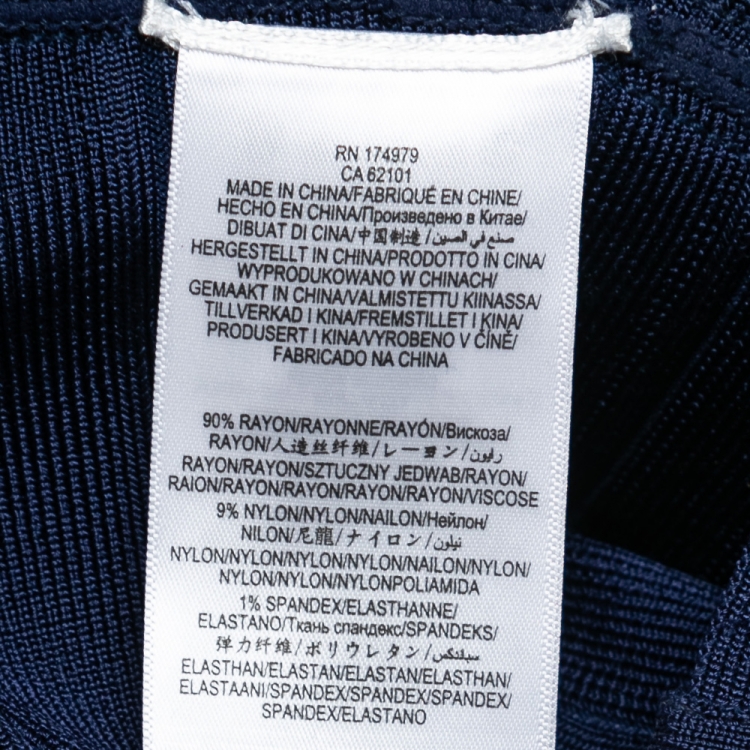 RN 174979
CA 62101
MADE IN CHINA/FABRIQUÉ EN CHINE/
HECHO EN CHINA/Произведено в Китае/
DIBUAT DI CINA/中国制造/صنع في الصين/
HERGESTELLT IN CHINA/PRODOTTO IN CINA/
WYPRODUKOWANO W CHINACH/
GEMAAKT IN CHINA/VALMISTETTU KIINASSA/
TILLVERKAD I KINA/FREMSTILLET I KINA/
PRODUSERT I KINA/VYROBENO V ČÍNĚ/
FABRICADO NA CHINA
90% RAYON/RAYONNE/RAYÓN/Вискоза/
RAYON/人造丝纤维/レーヨン/رفيون/
RAYON/RAYON/SZTUCZNY JEDWAB/RAYON/
RAION/RAYON/RAYON/RAYON/RAYON/VISCOSE
9% NYLON/NYLON/NAILON/Нейлон/
NILON/尼龍/ナイロン/نيلون/
NYLON/NYLON/NYLON/NYLON/NAILON/NYLON/
NYLON/NYLON/NYLONPOLIAMIDA
1% SPANDEX/ELASTHANNE/
ELASTANO/Ткань спандекс/SPANDEKS/
弹力纤维/ポリウレタン/سباندكس/
ELASTHAN/ELASTAN/ELASTAN/ELASTHAN/
ELASTAANI/SPANDEX/SPANDEX/SPANDEX/
SPANDEX/ELASTANO